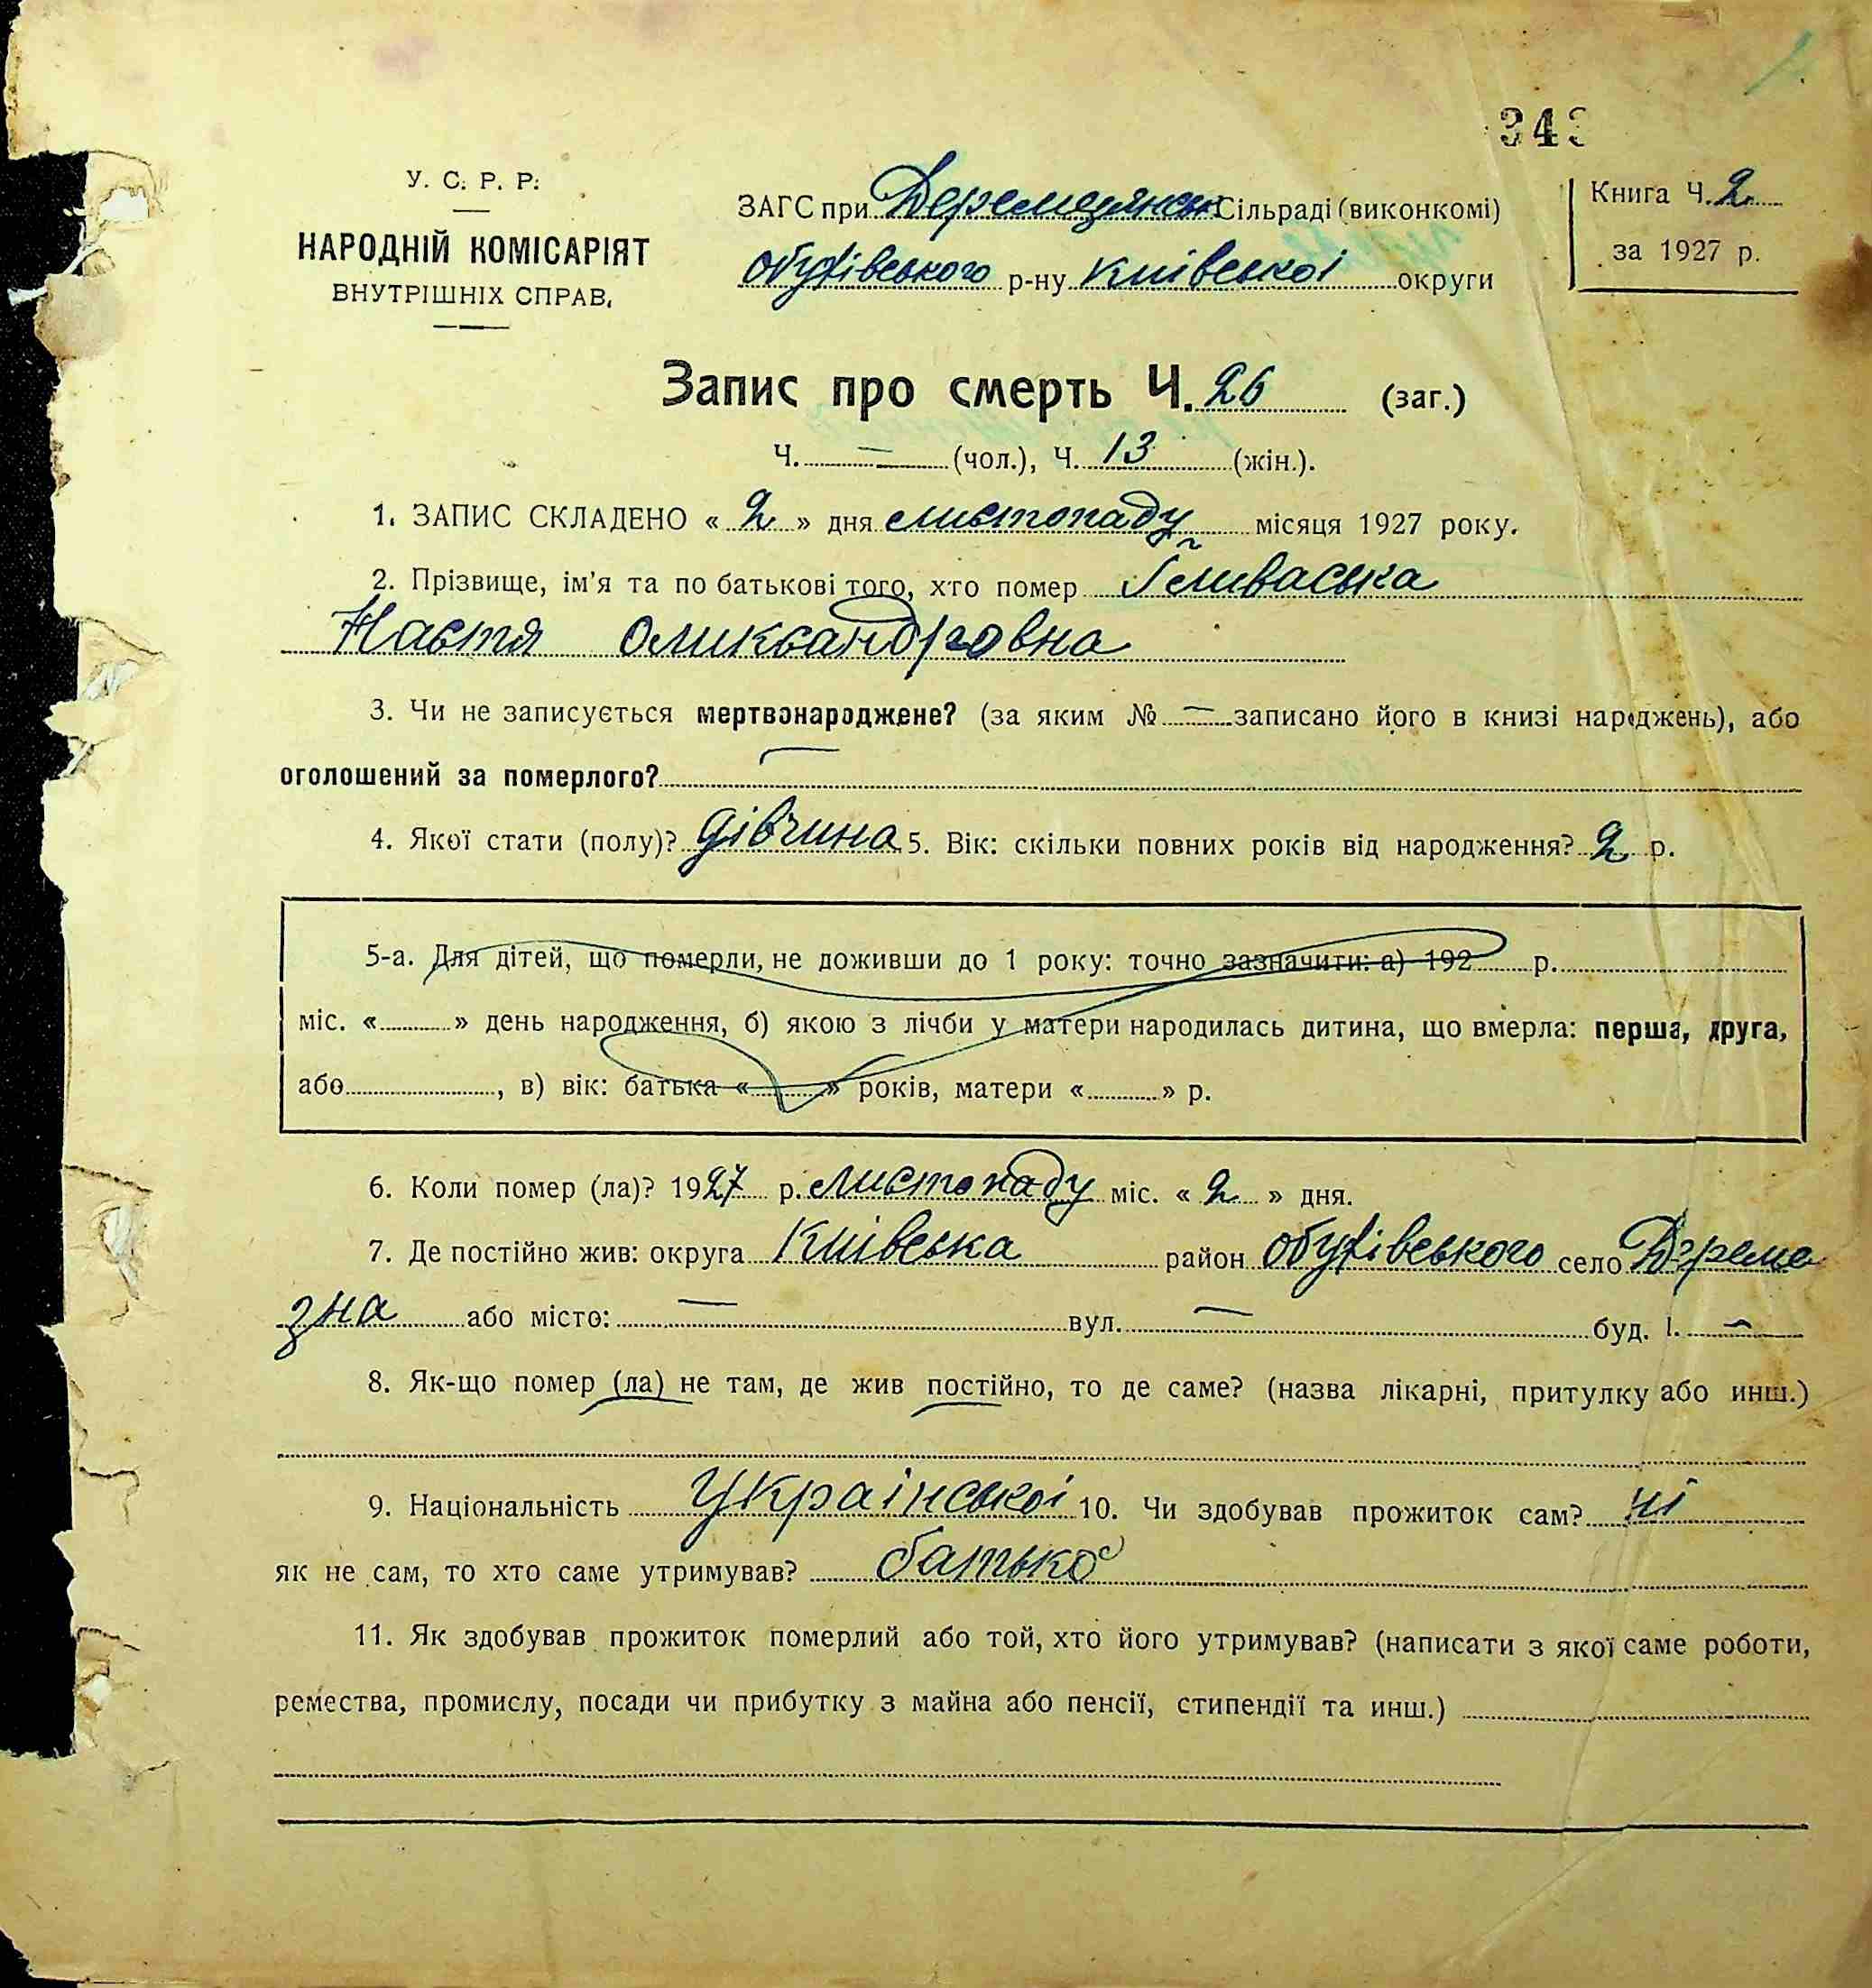 343
У. С. Р. Р.
НАРОДНІЙ КОМІСАРІЯТ
ВНУТРІШНІХ СПРАВ.
ЗАГС при Сільраді (виконкомі)
обухівського р-ну Київскоі округи
Книга Ч. 2
за 1927 р.
Запис про смерть Ч. 26 (заг.)
Ч. — (чол.), Ч. 13 (жін.).
1. ЗАПИС СКЛАДЕНО « 2 » дня листопаду місяця 1927 року.
2. Прізвище, ім'я та по батькові того, хто помер
Настя Оликсандровна
3. Чи не записується мертвонароджене? (за яким № — записано його в книзі народжень), або
оголошений за померлого? —
4. Якої стати (полу)? дівчина 5. Вік: скільки повних років від народження? 2 р.
5-а. Для дітей, що померли, не доживши до 1 року: точно зазначити: а) 192 р.
міс. « » день народження, б) якою з лічби у матери народилась дитина, що вмерла: перша, друга,
або , в) вік: батька « » років, матери « » р.
6. Коли помер (ла)? 1927 р. листопаду міс. « 2 » дня.
7. Де постійно жив: округа Київська район обухівського село Дереме
зна або місто: — вул. — буд. І. —
8. Як-що помер (ла) не там, де жив постійно, то де саме? (назва лікарні, притулку або инш.)
9. Національність Украінськоі 10. Чи здобував прожиток сам? ні
як не сам, то хто саме утримував? батько
11. Як здобував прожиток померлий або той, хто його утримував? (написати з якої саме роботи,
ремества, промислу, посади чи прибутку з майна або пенсії, стипендії та инш.)